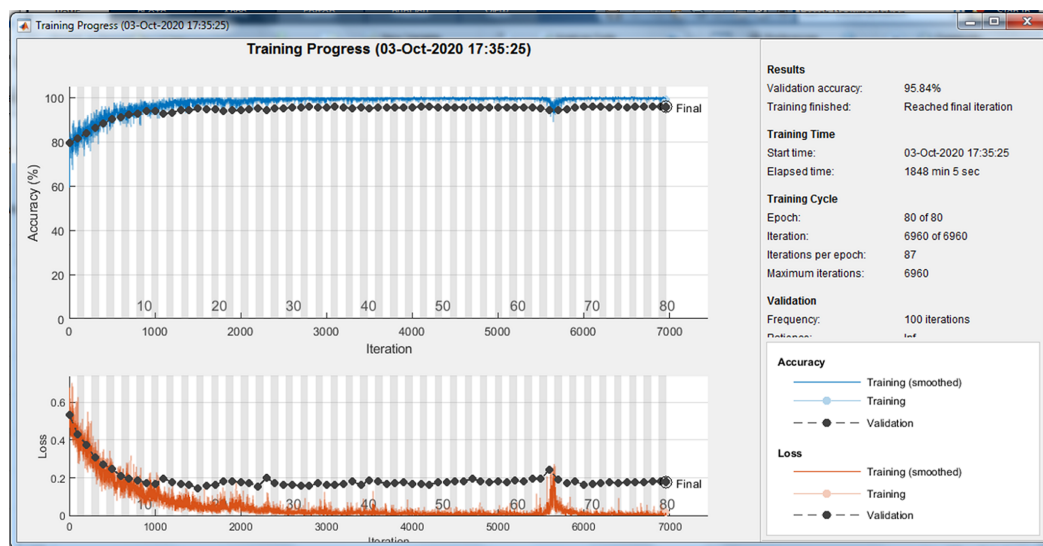 Training Progress (03-Oct-2020 17:35:25)
Training Progress (03-Oct-2020 17:35:25)
100
80
60
40
20
0
Accuracy (%)
Final
10 20 30 40 50 60 70 80
0 1000 2000 3000 4000 5000 6000 7000
Iteration
0.6
0.4
0.2
0
Loss
Final
10 20 30 40 50 60 70 80
0 1000 2000 3000 4000 5000 6000 7000
Iteration
Results
Validation accuracy: 95.84%
Training finished: Reached final iteration
Training Time
Start time: 03-Oct-2020 17:35:25
Elapsed time: 1848 min 5 sec
Training Cycle
Epoch: 80 of 80
Iteration: 6960 of 6960
Iterations per epoch: 87
Maximum iterations: 6960
Validation
Frequency: 100 iterations
Patience: Inf
Accuracy
Training (smoothed)
Training
Validation
Loss
Training (smoothed)
Training
Validation